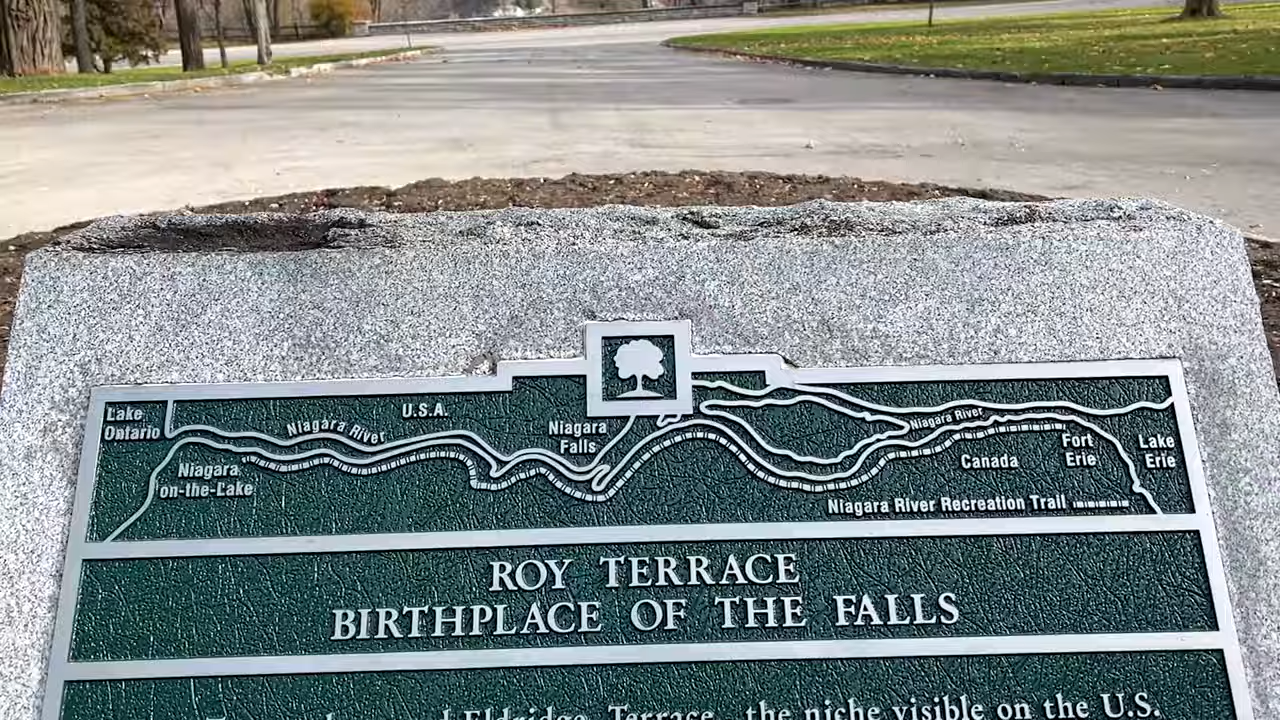 Lake
Ontario
Niagara River
U.S.A.
Niagara
Falls
Niagara River
Niagara
on-the-Lake
Canada
Fort
Erie
Lake
Erie
Niagara River Recreation Trail
ROY TERRACE
BIRTHPLACE OF THE FALLS
Eldridge Terrace, the niche visible on the U.S.